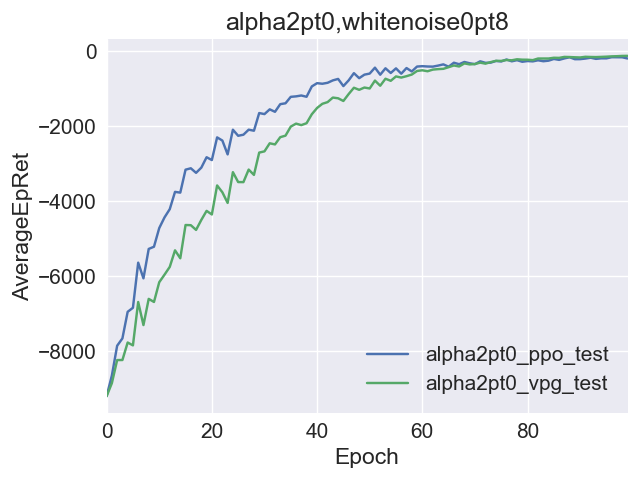 alpha2pt0,whitenoise0pt8
AverageEpRet
0
−2000
−4000
−6000
−8000
alpha2pt0_ppo_test
alpha2pt0_vpg_test
0 20 40 60 80
Epoch